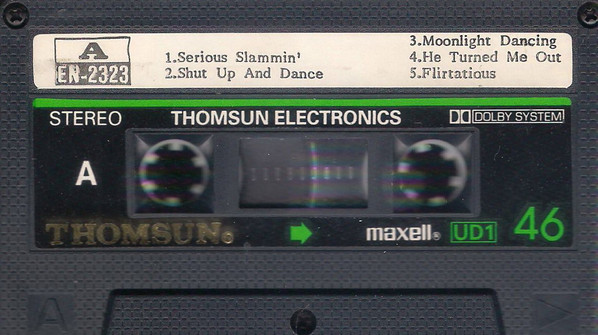 A
EN-2323
1.Serious Slammin'
2.Shut Up And Dance
3.Moonlight Dancing
4.He Turned Me Out
5.Flirtatious
STEREO
THOMSUN ELECTRONICS
DOLBY SYSTEM
A
THOMSUN®
maxell® UD1 46
A